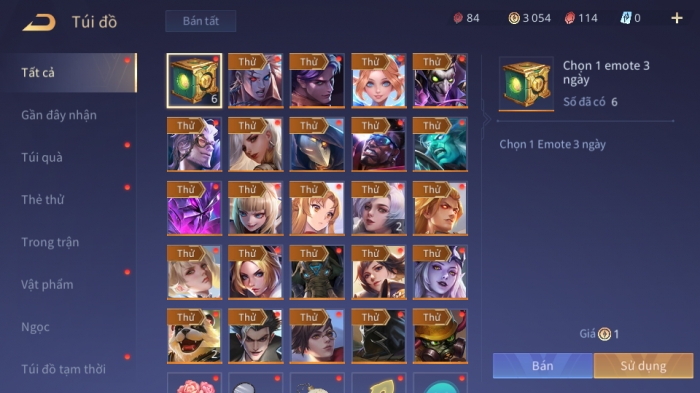 Túi đồ
Bán tất
84
3 054
114
0
Tất cả
Gần đây nhận
Túi quà
Thẻ thử
Trong trận
Vật phẩm
Ngọc
Túi đồ tạm thời
6
Thử
Thử
Thử
Thử
Thử
Thử
Thử
Thử
Thử
Thử
Thử
Thử
Thử
2
Thử
Thử
Thử
Thử
Thử
Thử
Thử
2
Thử
Thử
Thử
Thử
Chọn 1 emote 3
ngày
Số đã có 6
Chọn 1 Emote 3 ngày
Giá 1
Bán
Sử dụng